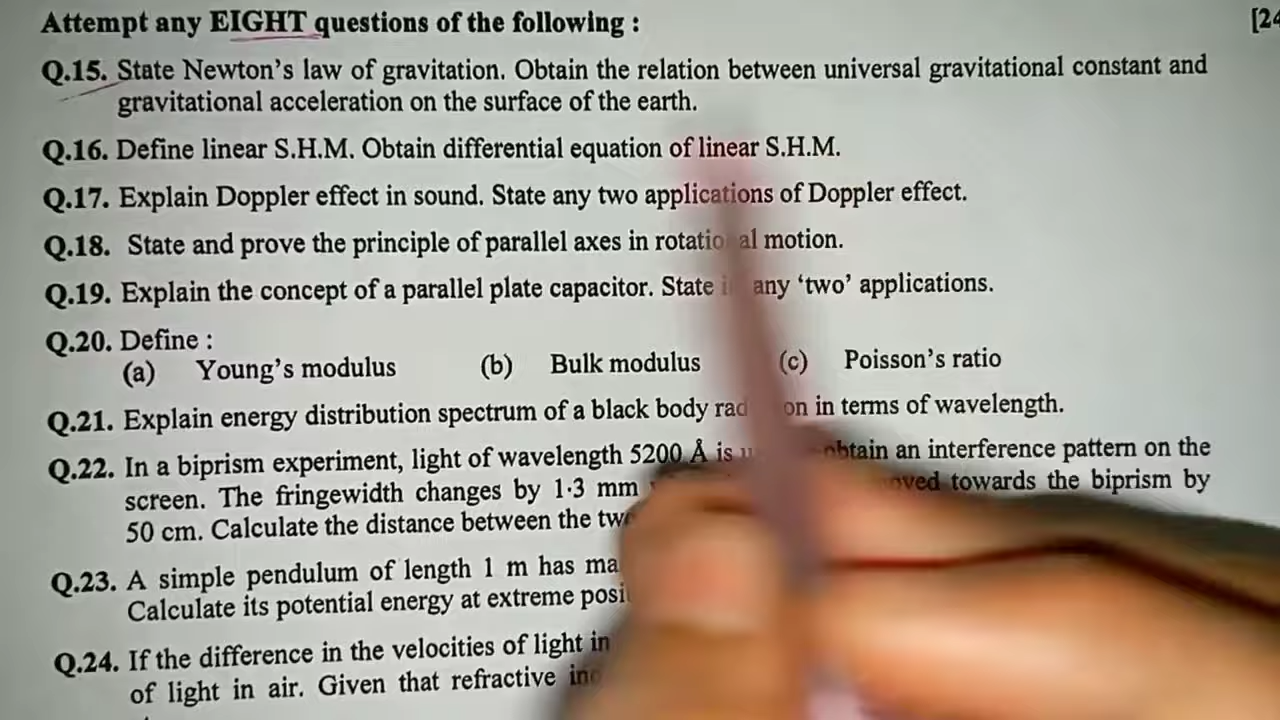 Attempt any EIGHT questions of the following : [24
Q.15. State Newton's law of gravitation. Obtain the relation between universal gravitational constant and
gravitational acceleration on the surface of the earth.
Q.16. Define linear S.H.M. Obtain differential equation of linear S.H.M.
Q.17. Explain Doppler effect in sound. State any two applications of Doppler effect.
Q.18. State and prove the principle of parallel axes in rotational motion.
Q.19. Explain the concept of a parallel plate capacitor. State any 'two' applications.
Q.20. Define :
(a) Young's modulus (b) Bulk modulus (c) Poisson's ratio
Q.21. Explain energy distribution spectrum of a black body radiation in terms of wavelength.
Q.22. In a biprism experiment, light of wavelength 5200 Å is obtain an interference pattern on the
screen. The fringewidth changes by 1·3 mm towards the biprism by
50 cm. Calculate the distance between the
Q.23. A simple pendulum of length 1 m has
Calculate its potential energy at extreme
Q.24. If the difference in the velocities of light in
of light in air. Given that refractive